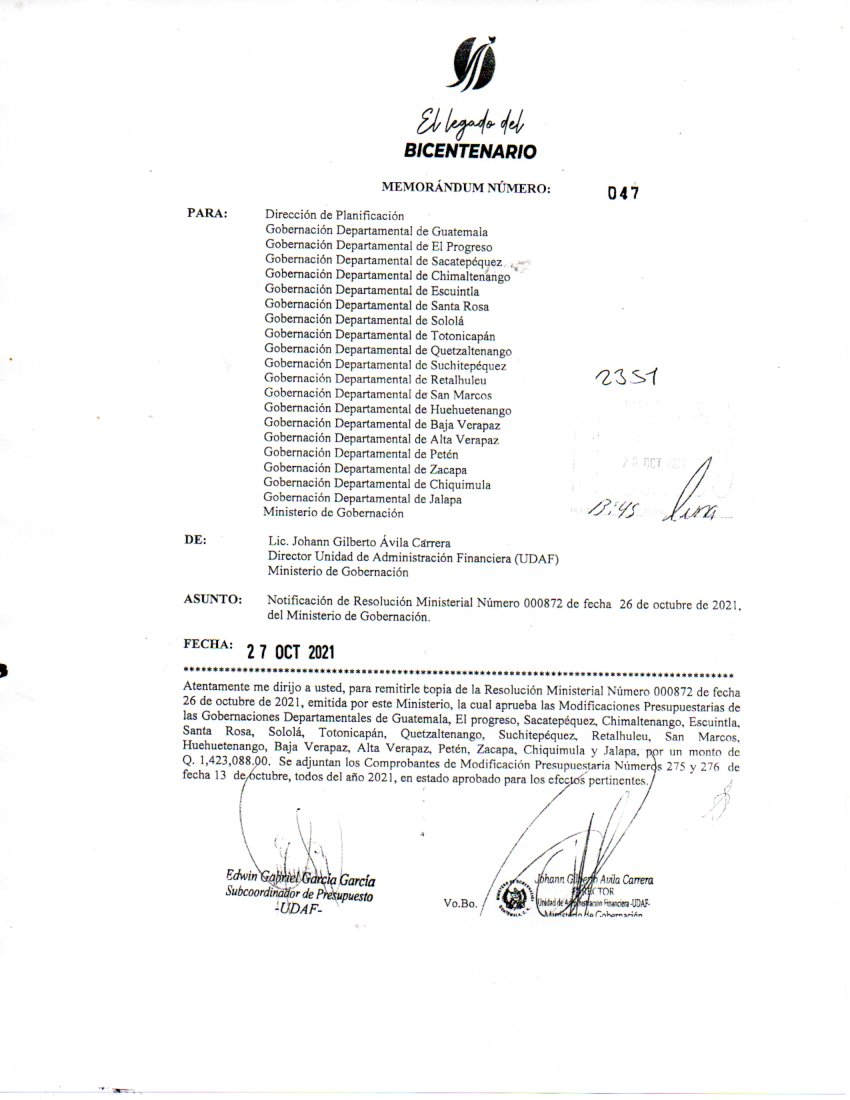 El legado del
BICENTENARIO
MEMORÁNDUM NÚMERO: 047
PARA: Dirección de Planificación
Gobernación Departamental de Guatemala
Gobernación Departamental de El Progreso
Gobernación Departamental de Sacatepéquez
Gobernación Departamental de Chimaltenango
Gobernación Departamental de Escuintla
Gobernación Departamental de Santa Rosa
Gobernación Departamental de Sololá
Gobernación Departamental de Totonicapán
Gobernación Departamental de Quetzaltenango
Gobernación Departamental de Suchitepéquez
Gobernación Departamental de Retalhuleu
Gobernación Departamental de San Marcos
Gobernación Departamental de Huehuetenango
Gobernación Departamental de Baja Verapaz
Gobernación Departamental de Alta Verapaz
Gobernación Departamental de Petén
Gobernación Departamental de Zacapa
Gobernación Departamental de Chiquimula
Gobernación Departamental de Jalapa
Ministerio de Gobernación
2351
OCT
13:45
DE: Lic. Johann Gilberto Ávila Carrera
Director Unidad de Administración Financiera (UDAF)
Ministerio de Gobernación
ASUNTO: Notificación de Resolución Ministerial Número 000872 de fecha 26 de octubre de 2021,
del Ministerio de Gobernación.
FECHA: 27 OCT 2021
***********************************************************************************************
Atentamente me dirijo a usted, para remitirle copia de la Resolución Ministerial Número 000872 de fecha
26 de octubre de 2021, emitida por este Ministerio, la cual aprueba las Modificaciones Presupuestarias de
las Gobernaciones Departamentales de Guatemala, El progreso, Sacatepéquez, Chimaltenango, Escuintla,
Santa Rosa, Sololá, Totonicapán, Quetzaltenango, Suchitepéquez, Retalhuleu, San Marcos,
Huehuetenango, Baja Verapaz, Alta Verapaz, Petén, Zacapa, Chiquimula y Jalapa, por un monto de
Q. 1,423,088.00. Se adjuntan los Comprobantes de Modificación Presupuestaria Números 275 y 276 de
fecha 13 de octubre, todos del año 2021, en estado aprobado para los efectos pertinentes.
Edwin Gabriel García García
Subcoordinador de Presupuesto
-UDAF-
Vo.Bo.
Johann Gilberto Avila Carrera
DIRECTOR
Unidad de Administración Financiera -UDAF-
Ministerio de Gobernación